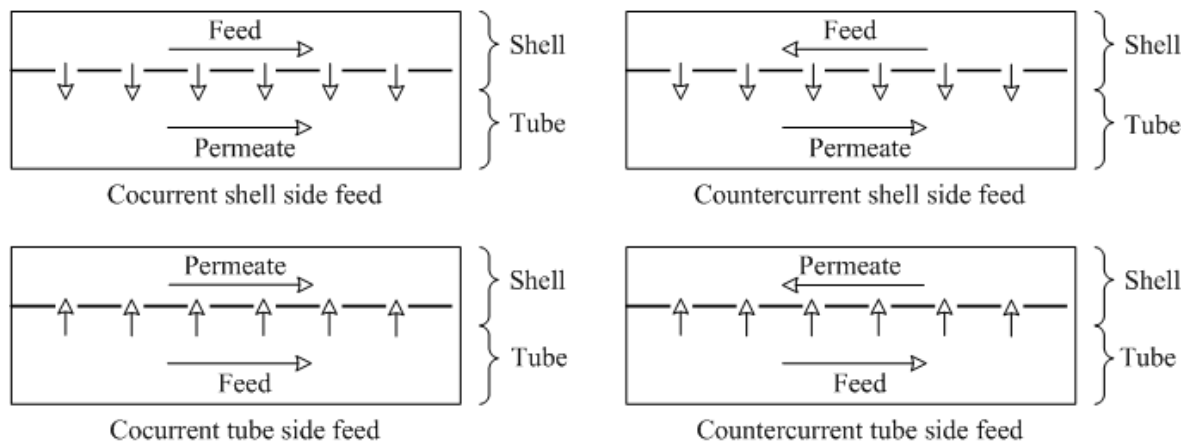 Feed
Shell
Permeate
Tube
Cocurrent shell side feed
Feed
Shell
Permeate
Tube
Countercurrent shell side feed
Permeate
Shell
Feed
Tube
Cocurrent tube side feed
Permeate
Shell
Feed
Tube
Countercurrent tube side feed